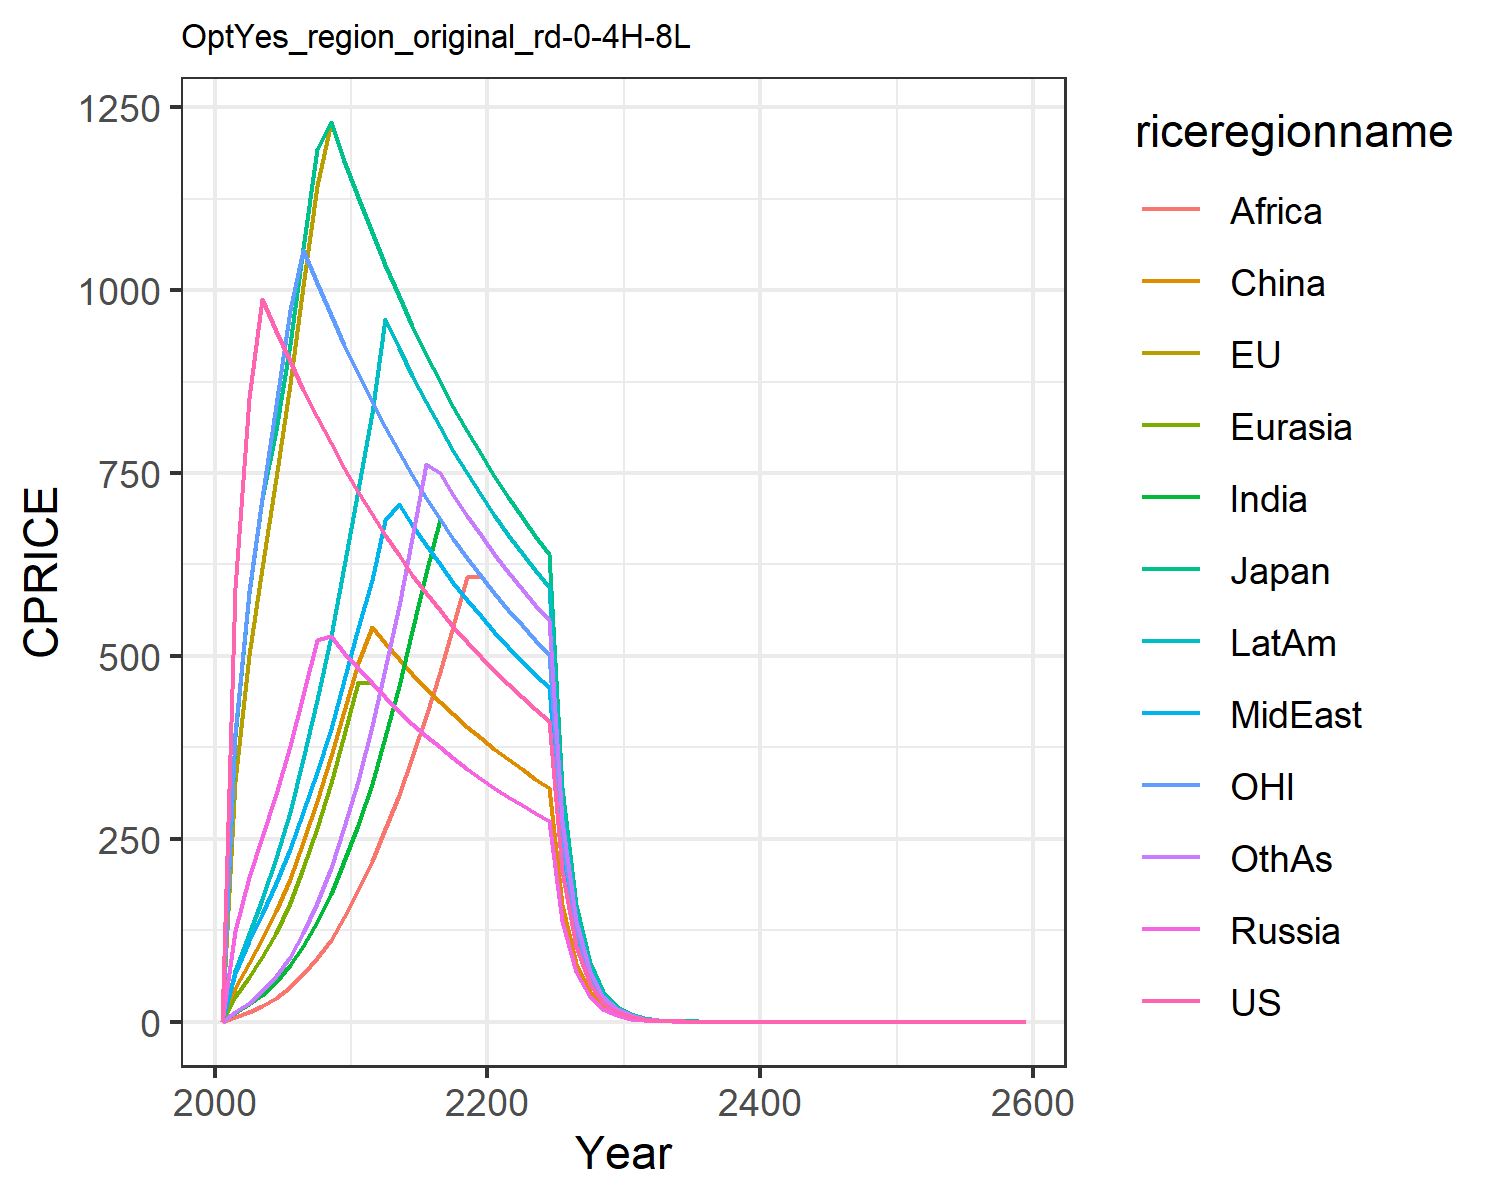 OptYes_region_original_rd-0-4H-8L
CPRICE
1250
1000
750
500
250
0
2000
2200
2400
2600
Year
riceregionname
Africa
China
EU
Eurasia
India
Japan
LatAm
MidEast
OHI
OthAs
Russia
US